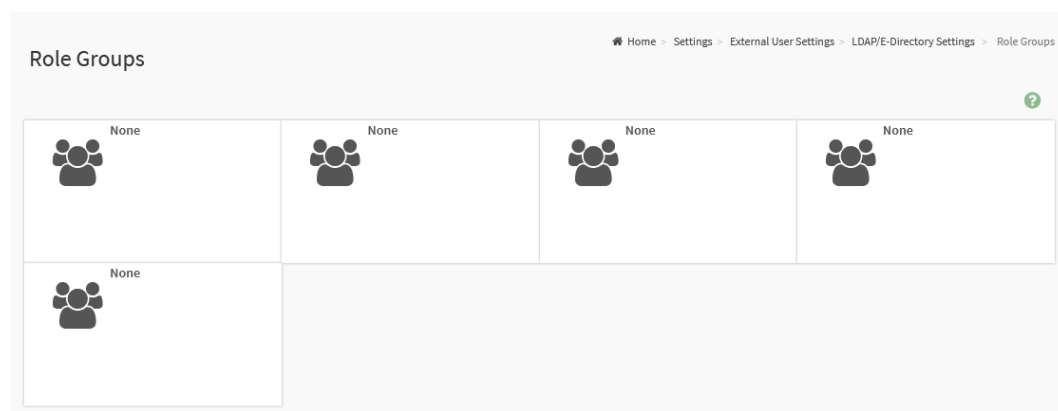 Home > Settings > External User Settings > LDAP/E-Directory Settings > Role Groups
Role Groups
?
None None None None
None